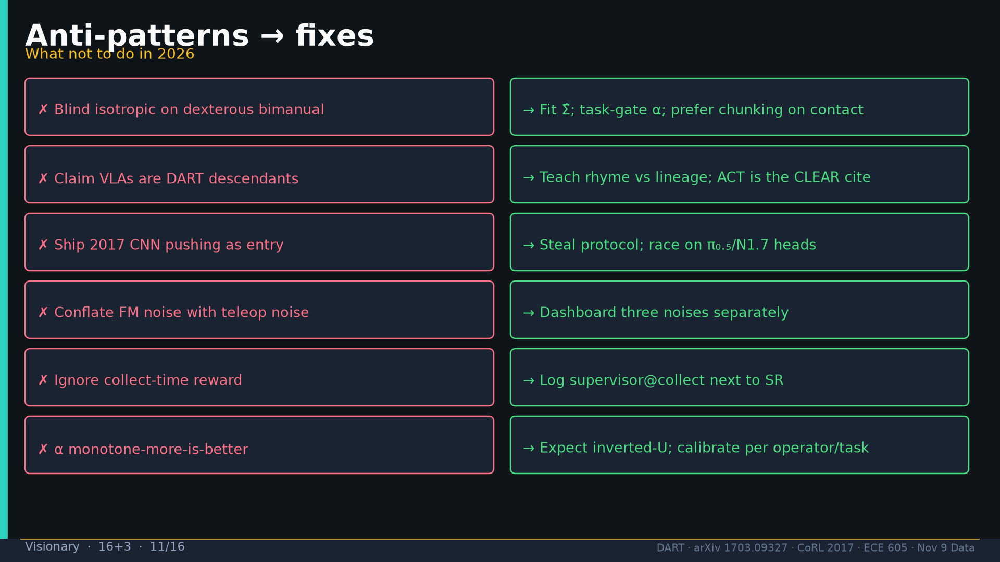 Anti-patterns → fixes
What not to do in 2026
✗ Blind isotropic on dexterous bimanual
→ Fit Σ̂; task-gate α; prefer chunking on contact
✗ Claim VLAs are DART descendants
→ Teach rhyme vs lineage; ACT is the CLEAR cite
✗ Ship 2017 CNN pushing as entry
→ Steal protocol; race on π₀.₅/N1.7 heads
✗ Conflate FM noise with teleop noise
→ Dashboard three noises separately
✗ Ignore collect-time reward
→ Log supervisor@collect next to SR
✗ α monotone-more-is-better
→ Expect inverted-U; calibrate per operator/task
Visionary · 16+3 · 11/16
DART · arXiv 1703.09327 · CoRL 2017 · ECE 605 · Nov 9 Data